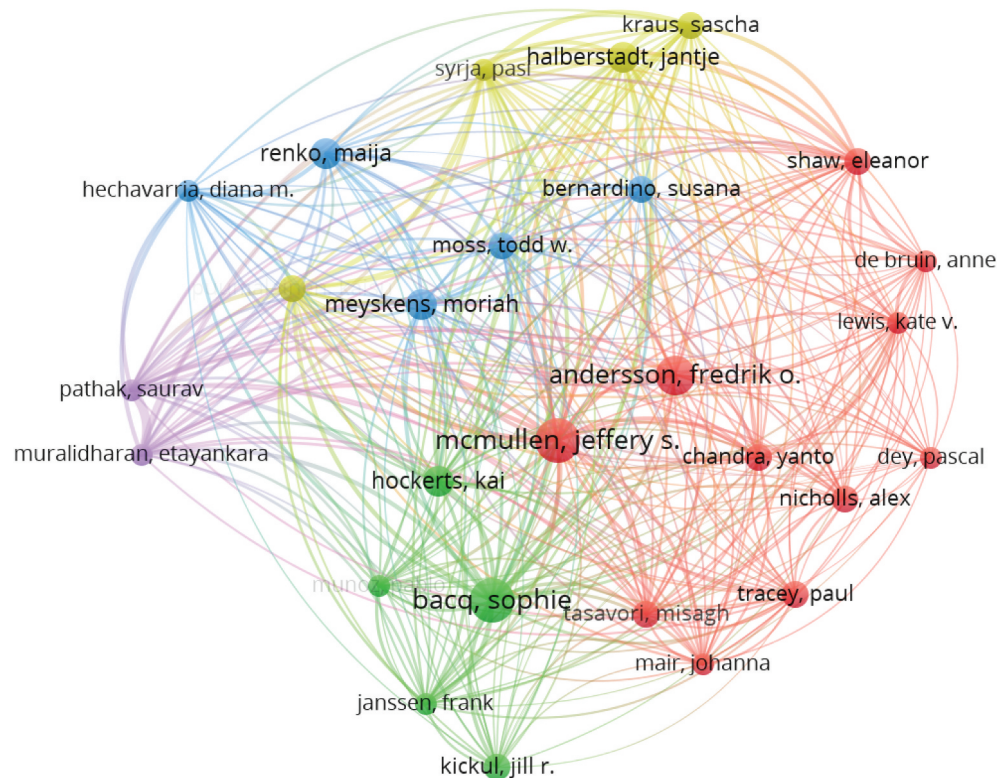 kraus, sascha
halberstadt, jantje
syrja, pasi
renko, maija
shaw, eleanor
hechavarria, diana m.
bernardino, susana
moss, todd w.
de bruin, anne
meyskens, moriah
lewis, kate v.
andersson, fredrik o.
pathak, saurav
mcmullen, jeffery s.
muralidharan, etayankara
chandra, yanto
dey, pascal
hockerts, kai
nicholls, alex
munoz, pablo
bacq, sophie
tracey, paul
tasavori, misagh
mair, johanna
janssen, frank
kickul, jill r.